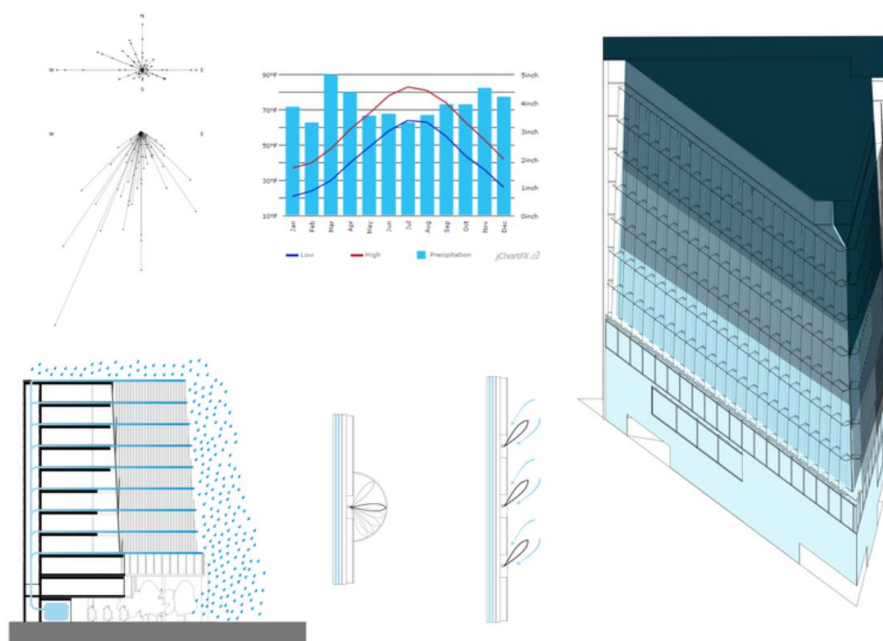 N
W
E
S
W
E
90°F
70°F
50°F
30°F
10°F
5inch
4inch
3inch
2inch
1inch
0inch
Jan
Feb
Mar
Apr
May
Jun
Jul
Aug
Sep
Oct
Nov
Dec
Low
High
Precipitation
jChartFX